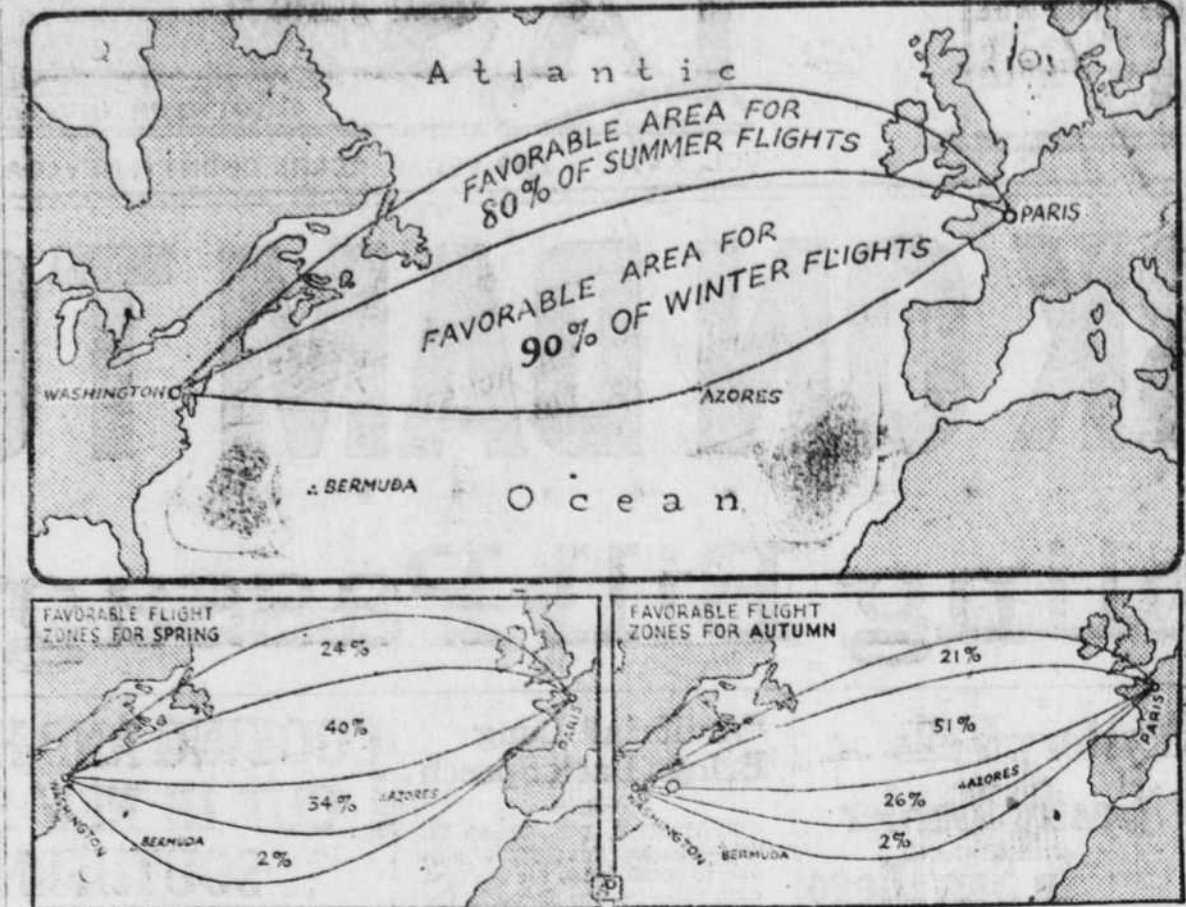 Atlantic
FAVORABLE AREA FOR
80% OF SUMMER FLIGHTS
PARIS
FAVORABLE AREA FOR
90% OF WINTER FLIGHTS
WASHINGTON
AZORES
BERMUDA
Ocean
FAVORABLE FLIGHT
ZONES FOR SPRING
24%
40%
PARIS
34%
AZORES
WASHINGTON
BERMUDA
2%
FAVORABLE FLIGHT
ZONES FOR AUTUMN
21%
51%
PARIS
AZORES
26%
WASHINGTON
2%
BERMUDA